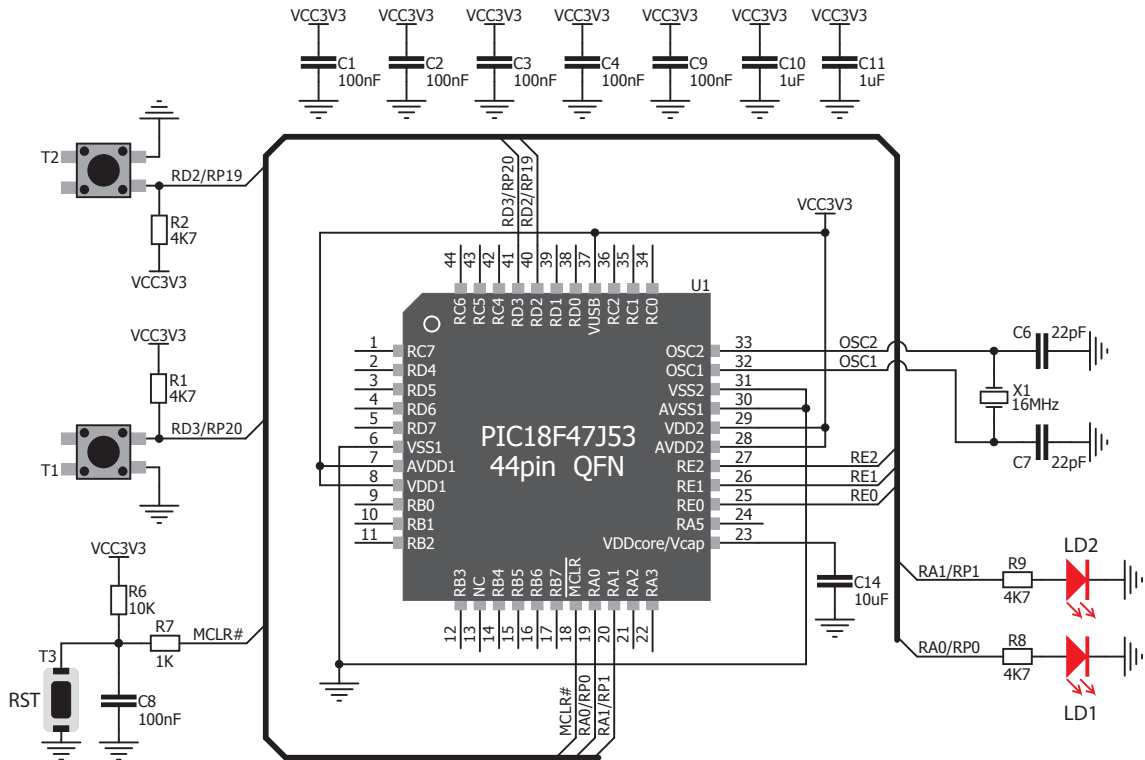 VCC3V3 VCC3V3 VCC3V3 VCC3V3 VCC3V3 VCC3V3 VCC3V3
C1 C2 C3 C4 C9 C10 C11
100nF 100nF 100nF 100nF 100nF 1uF 1uF
T2
RD2/RP19
R2
4K7
VCC3V3
VCC3V3
R1
4K7
RD3/RP20
T1
VCC3V3
R6
10K
R7
1K
MCLR#
T3
RST
C8
100nF
RD3/RP20
RD2/RP19
VCC3V3
U1
44 43 42 41 40 39 38 37 36 35 34
RC6 RC5 RC4 RD3 RD2 RD1 RD0 VUSB RC2 RC1 RC0
1 RC7
2 RD4
3 RD5
4 RD6
5 RD7
6 VSS1
7 AVDD1
8 VDD1
9 RB0
10 RB1
11 RB2
PIC18F47J53
44pin QFN
OSC2 33
OSC1 32
VSS2 31
AVSS1 30
VDD2 29
AVDD2 28
RE2 27
RE1 26
RE0 25
RA5 24
VDDcore/Vcap 23
RB3 NC RB4 RB5 RB6 RB7 MCLR RA0 RA1 RA2 RA3
12 13 14 15 16 17 18 19 20 21 22
MCLR#
RA0/RP0
RA1/RP1
OSC2
OSC1
C6 22pF
X1
16MHz
C7 22pF
RE2
RE1
RE0
C14
10uF
RA1/RP1
R9
4K7
LD2
RA0/RP0
R8
4K7
LD1